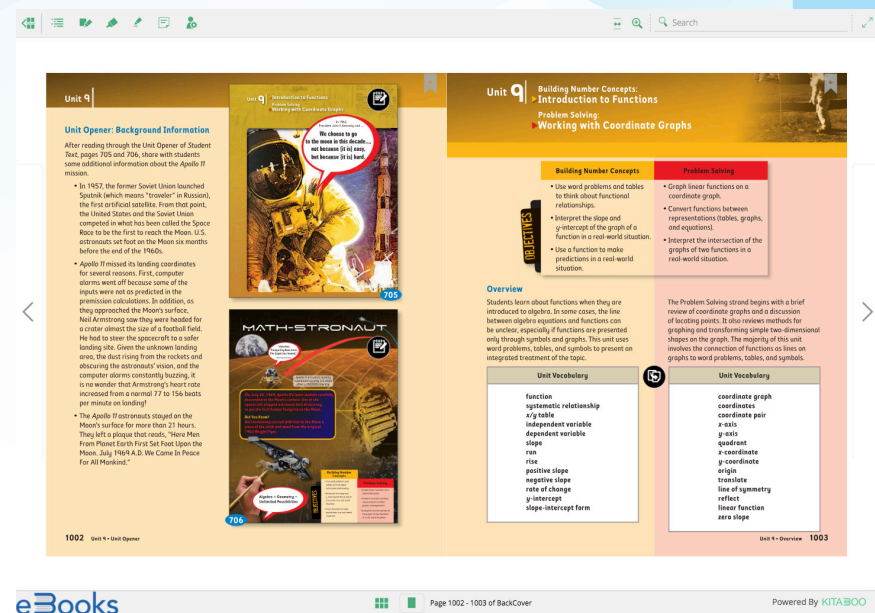 Search
Unit 9
Unit Opener: Background Information
After reading through the Unit Opener of Student
Text, pages 705 and 706, share with students
some additional information about the Apollo 11
mission.
• In 1957, the former Soviet Union launched
Sputnik (which means "traveler" in Russian),
the first artificial satellite. From that point,
the United States and the Soviet Union
competed in what has been called the Space
Race to be the first to reach the Moon. U.S.
astronauts set foot on the Moon six months
before the end of the 1960s.
• Apollo 11 missed its landing coordinates
for several reasons. First, computer
alarms went off because some of the
inputs were not as predicted in the
premission calculations. In addition, as
they approached the Moon's surface,
Neil Armstrong saw they were headed for
a crater almost the size of a football field.
He had to steer the spacecraft to a safer
landing site. Given the unknown landing
area, the dust rising from the rockets and
obscuring the astronauts' vision, and the
computer alarms constantly buzzing, it
is no wonder that Armstrong's heart rate
increased from a normal 77 to 156 beats
per minute on landing!
• The Apollo 11 astronauts stayed on the
Moon's surface for more than 21 hours.
They left a plaque that reads, "Here Men
From Planet Earth First Set Foot Upon the
Moon. July 1969 A.D. We Came In Peace
For All Mankind."
Unit 9
Introduction to Functions
Problem Solving:
Working with Coordinate Graphs
We choose to go
to the moon in this decade...
not because [it is] easy,
but because [it is] hard.
705
MATH-STRONAUT
Did You Know?
Algebra + Geometry =
Unlimited Possibilities
OBJECTIVES
Building Number
Concepts
Problem Solving
706
1002 Unit 9 • Unit Opener
Unit 9
Building Number Concepts:
Introduction to Functions
Problem Solving:
Working with Coordinate Graphs
OBJECTIVES
Building Number Concepts
• Use word problems and tables
to think about functional
relationships.
• Interpret the slope and
y-intercept of the graph of a
function in a real-world situation.
• Use a function to make
predictions in a real-world
situation.
Problem Solving
• Graph linear functions on a
coordinate graph.
• Convert functions between
representations (tables, graphs,
and equations).
• Interpret the intersection of the
graphs of two functions in a
real-world situation.
Overview
Students learn about functions when they are
introduced to algebra. In some cases, the line
between algebra equations and functions can
be unclear, especially if functions are presented
only through symbols and graphs. This unit uses
word problems, tables, and symbols to present an
integrated treatment of the topic.
The Problem Solving strand begins with a brief
review of coordinate graphs and a discussion
of locating points. It also reviews methods for
graphing and transforming simple two-dimensional
shapes on the graph. The majority of this unit
involves the connection of functions as lines on
graphs to word problems, tables, and symbols.
Unit Vocabulary
function
systematic relationship
x/y table
independent variable
dependent variable
slope
run
rise
positive slope
negative slope
rate of change
y-intercept
slope-intercept form
Unit Vocabulary
coordinate graph
coordinates
coordinate pair
x-axis
y-axis
quadrant
x-coordinate
y-coordinate
origin
translate
line of symmetry
reflect
linear function
zero slope
Unit 9 • Overview 1003
eBooks
Page 1002 - 1003 of BackCover
Powered By KITABOO